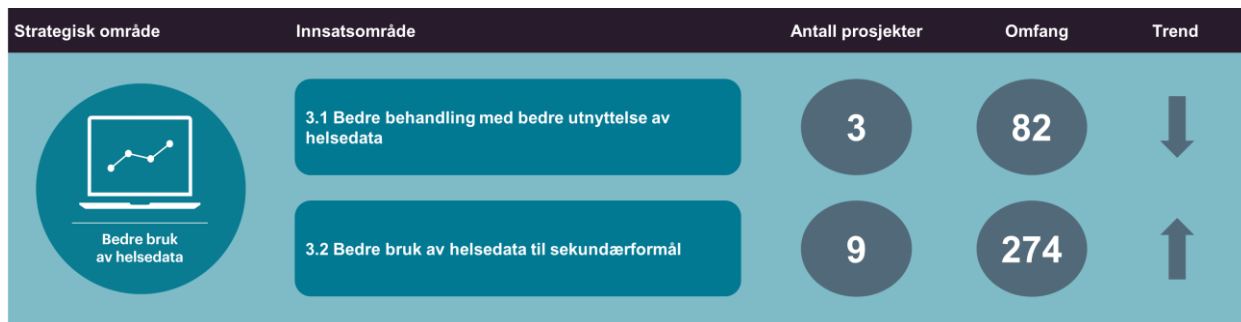 Strategisk område Innsatsområde Antall prosjekter Omfang Trend
3.1 Bedre behandling med bedre utnyttelse av
helsedata
3 82
Bedre bruk
av helsedata
3.2 Bedre bruk av helsedata til sekundærformål
9 274